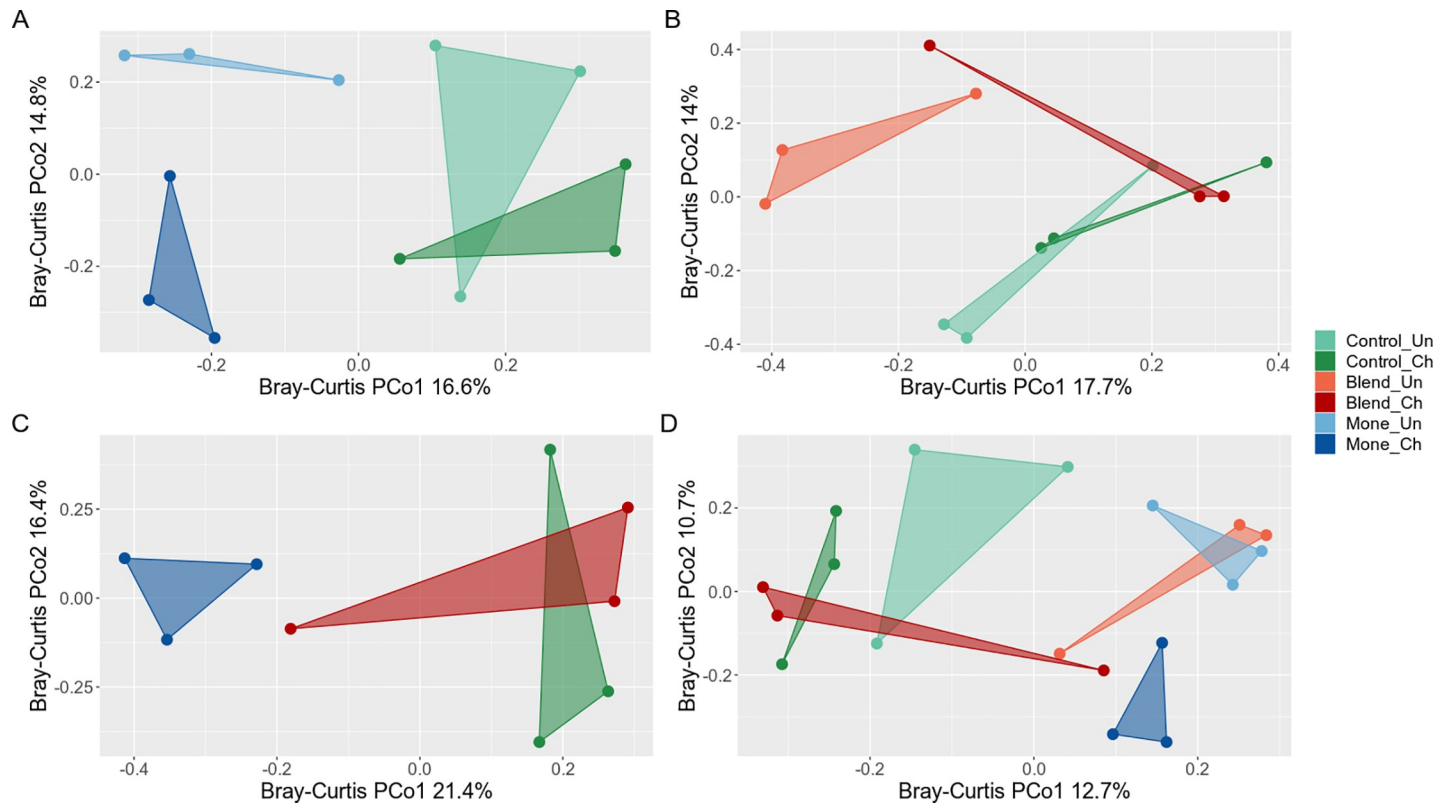 A
Bray-Curtis PCo2 14.8%
0.2
0.0
-0.2
-0.2
0.0
0.2
Bray-Curtis PCo1 16.6%
B
Bray-Curtis PCo2 14%
0.4
0.2
0.0
-0.2
-0.4
-0.4
-0.2
0.0
0.2
0.4
Bray-Curtis PCo1 17.7%
Control_Un
Control_Ch
Blend_Un
Blend_Ch
Mone_Un
Mone_Ch
C
Bray-Curtis PCo2 16.4%
0.25
0.00
-0.25
-0.4
-0.2
0.0
0.2
Bray-Curtis PCo1 21.4%
D
Bray-Curtis PCo2 10.7%
0.2
0.0
-0.2
-0.2
0.0
0.2
Bray-Curtis PCo1 12.7%